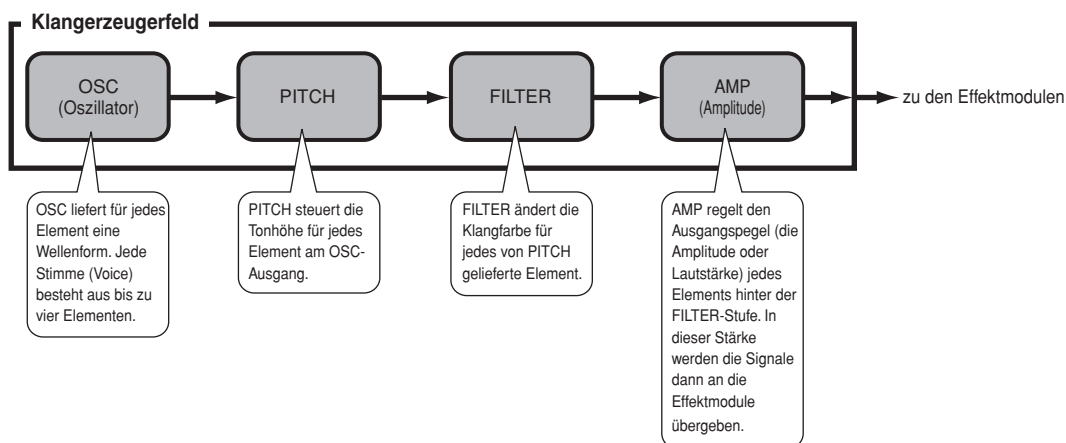 Klangerzeugerfeld
OSC
(Oszillator)
PITCH
FILTER
AMP
(Amplitude)
zu den Effektmodulen
OSC liefert für jedes
Element eine
Wellenform. Jede
Stimme (Voice)
besteht aus bis zu
vier Elementen.
PITCH steuert die
Tonhöhe für jedes
Element am OSC-
Ausgang.
FILTER ändert die
Klangfarbe für
jedes von PITCH
gelieferte Element.
AMP regelt den
Ausgangspegel (die
Amplitude oder
Lautstärke) jedes
Elements hinter der
FILTER-Stufe. In
dieser Stärke
werden die Signale
dann an die
Effektmodule
übergeben.